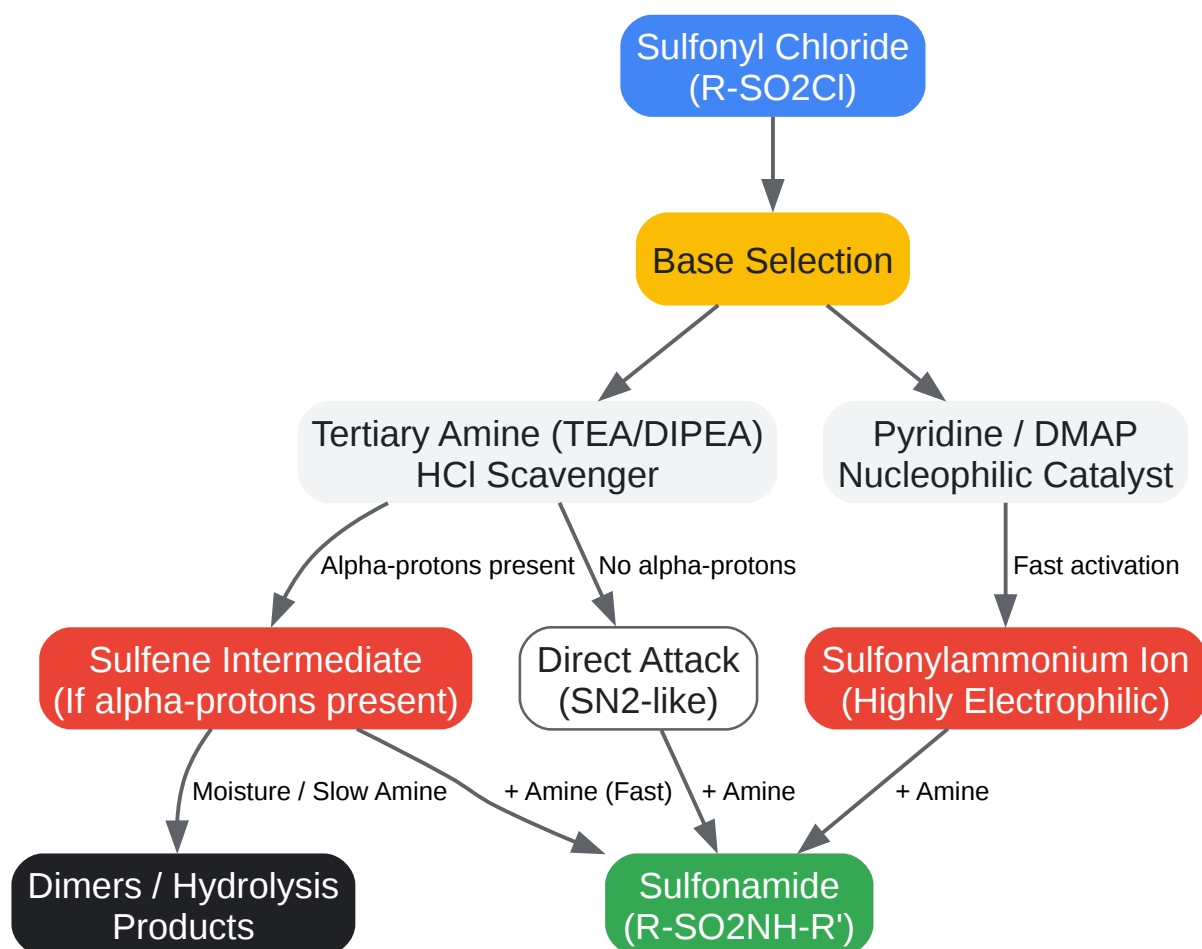 Sulfonyl Chloride
(R-SO2Cl)
Base Selection
Tertiary Amine (TEA/DIPEA)
HCl Scavenger
Pyridine / DMAP
Nucleophilic Catalyst
Alpha-protons present
No alpha-protons
Fast activation
Sulfene Intermediate
(If alpha-protons present)
Direct Attack
(SN2-like)
Sulfonylammonium Ion
(Highly Electrophilic)
Moisture / Slow Amine
+ Amine (Fast)
+ Amine
+ Amine
Dimers / Hydrolysis
Products
Sulfonamide
(R-SO2NH-R')